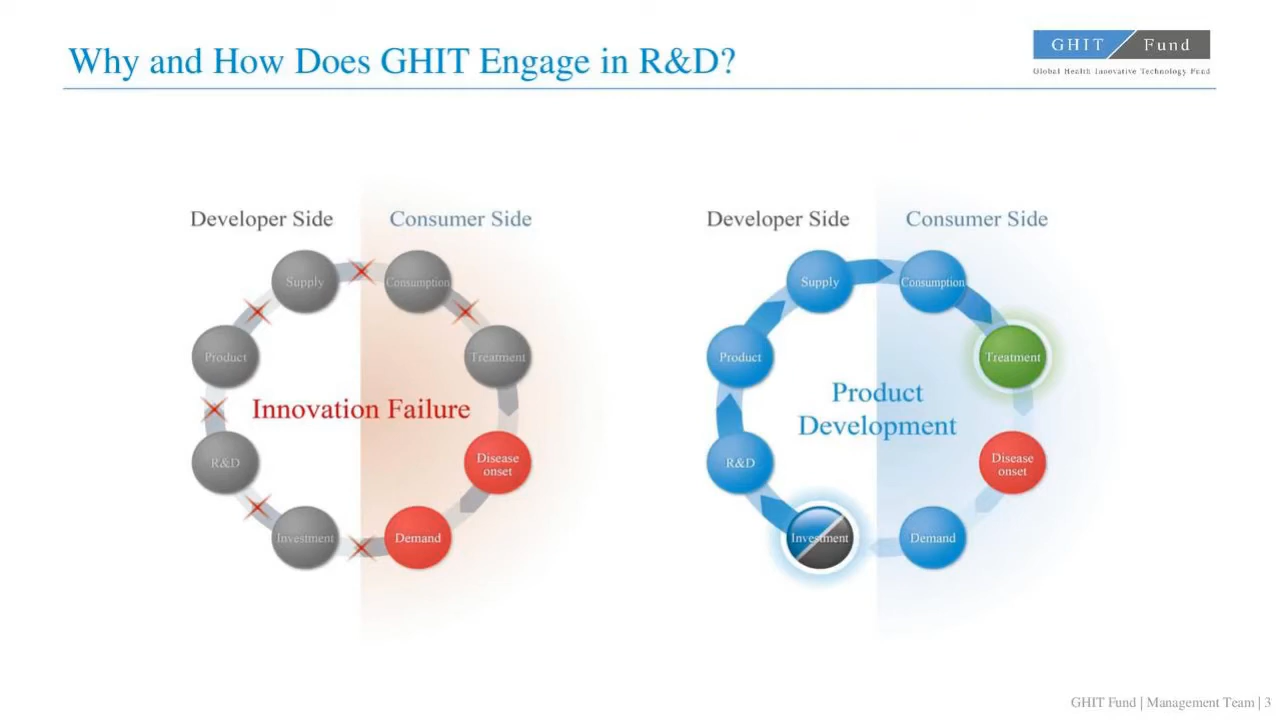 Why and How Does GHIT Engage in R&D?
GHIT Fund
Global Health Innovative Technology Fund
Developer Side
Consumer Side
Supply
Consumption
Product
Treatment
Innovation Failure
R&D
Disease
onset
Investment
Demand
Developer Side
Consumer Side
Supply
Consumption
Product
Treatment
Product
Development
R&D
Disease
onset
Investment
Demand
GHIT Fund | Management Team | 3